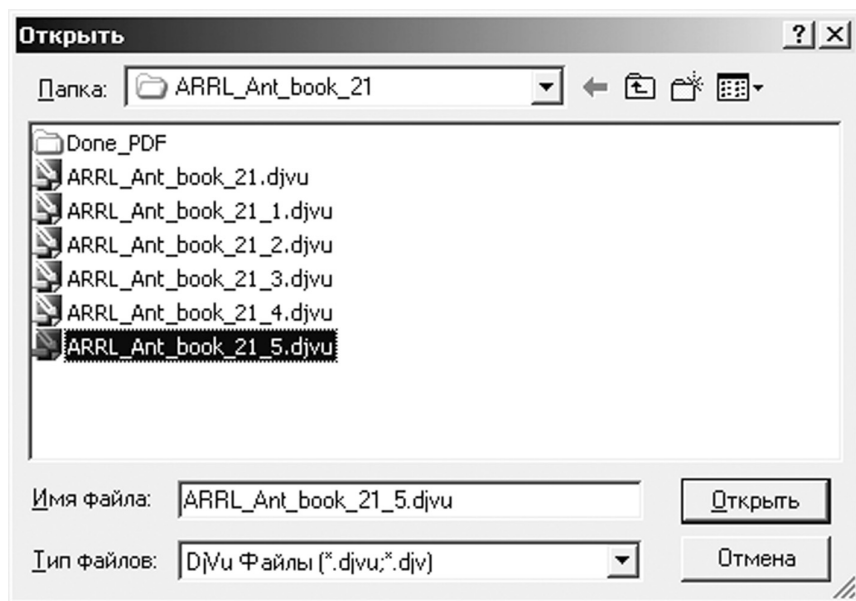 Открыть
Папка: ARRL_Ant_book_21
Done_PDF
ARRL_Ant_book_21.djvu
ARRL_Ant_book_21_1.djvu
ARRL_Ant_book_21_2.djvu
ARRL_Ant_book_21_3.djvu
ARRL_Ant_book_21_4.djvu
ARRL_Ant_book_21_5.djvu
Имя файла: ARRL_Ant_book_21_5.djvu Открыть
Тип файлов: DjVu Файлы (*.djvu;*.djv) Отмена